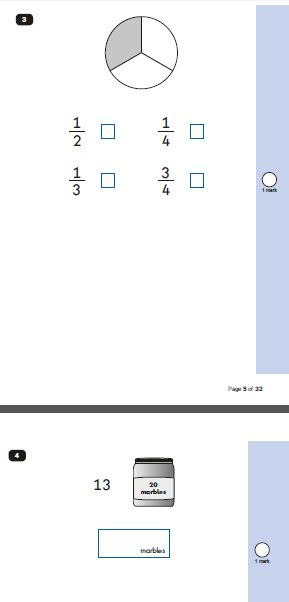 3
1/2 1/4
1/3 3/4
1 mark
Page 5 of 32
4
13
20
marbles
marbles
1 mark